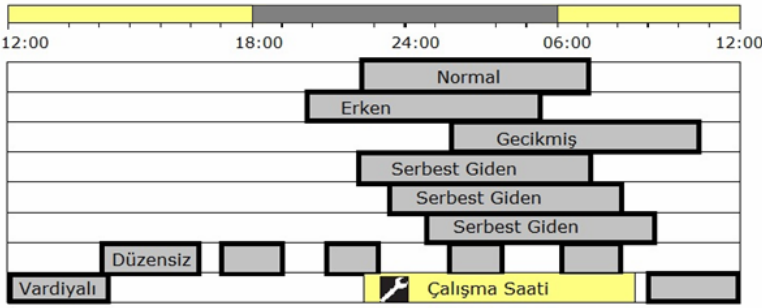 12:00 18:00 24:00 06:00 12:00
Normal
Erken
Gecikmiş
Serbest Giden
Serbest Giden
Serbest Giden
Düzensiz
Vardiyalı Çalışma Saati